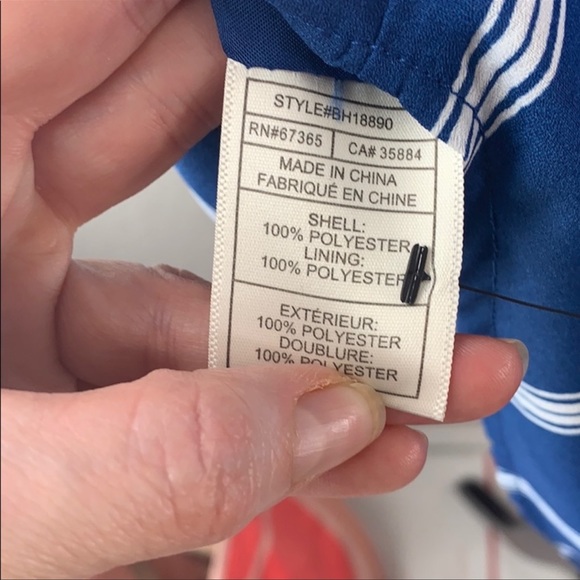 STYLE#BH18890
RN#67365 CA# 35884
MADE IN CHINA
FABRIQUÉ EN CHINE
SHELL:
100% POLYESTER
LINING:
100% POLYESTER
EXTÉRIEUR:
100% POLYESTER
DOUBLURE:
100% POLYESTER